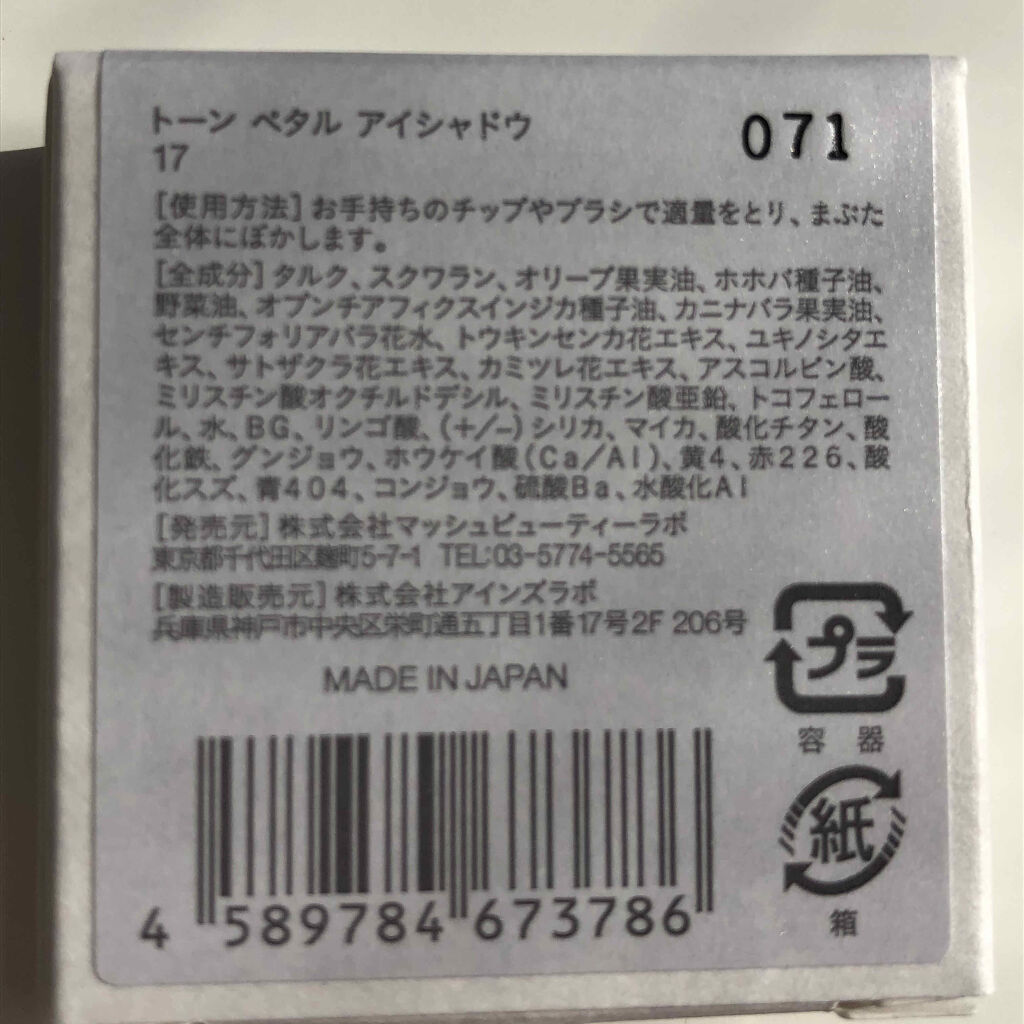 トーン ペタル アイシャドウ
071
17
[使用方法]お手持ちのチップやブラシで適量をとり、まぶた
全体にぼかします。
[全成分]タルク、スクワラン、オリーブ果実油、ホホバ種子油、
野菜油、オプンチアフィクスインジカ種子油、カニナバラ果実油、
センチフォリアバラ花水、トウキンセンカ花エキス、ユキノシタエ
キス、サトザクラ花エキス、カミツレ花エキス、アスコルビン酸、
ミリスチン酸オクチルドデシル、ミリスチン酸亜鉛、トコフェロー
ル、水、BG、リンゴ酸、(+/−)シリカ、マイカ、酸化チタン、酸
化鉄、グンジョウ、ホウケイ酸(Ca/Al)、黄4、赤226、酸
化スズ、青404、コンジョウ、硫酸Ba、水酸化Al
[発売元]株式会社マッシュビューティーラボ
東京都千代田区麹町5-7-1 TEL:03-5774-5565
[製造販売元]株式会社アインズラボ
兵庫県神戸市中央区栄町通五丁目1番17号2F 206号
MADE IN JAPAN
プラ
容 器
紙
箱
4 589784 673786